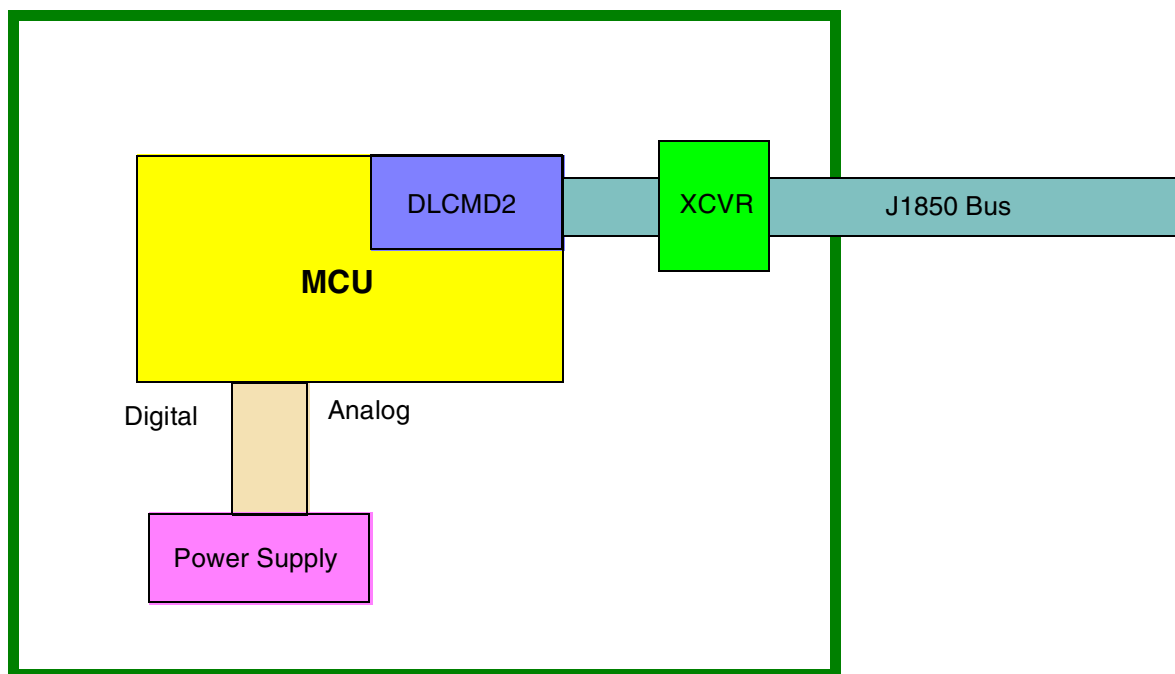 DLCMD2
XCVR
J1850 Bus
MCU
Digital
Analog
Power Supply